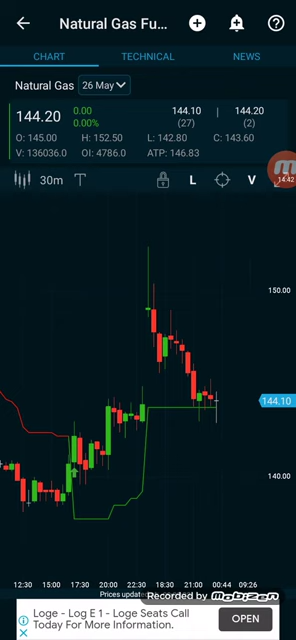 Natural Gas Fu...
CHART TECHNICAL NEWS
Natural Gas 26 May
144.20 0.00 0.00% 144.10 (27) | 144.20 (2)
O: 145.00 H: 152.50 L: 142.80 C: 143.60
V: 136036.0 OI: 4786.0 ATP: 146.83
30m L V
14:42
150.00
144.10
140.00
12:30 15:00 17:30 20:00 22:30 18:30 21:00 00:44 09:26
Prices update
Recorded by Mobizen
Loge - Log E 1 - Loge Seats Call
Today For More Information.
OPEN